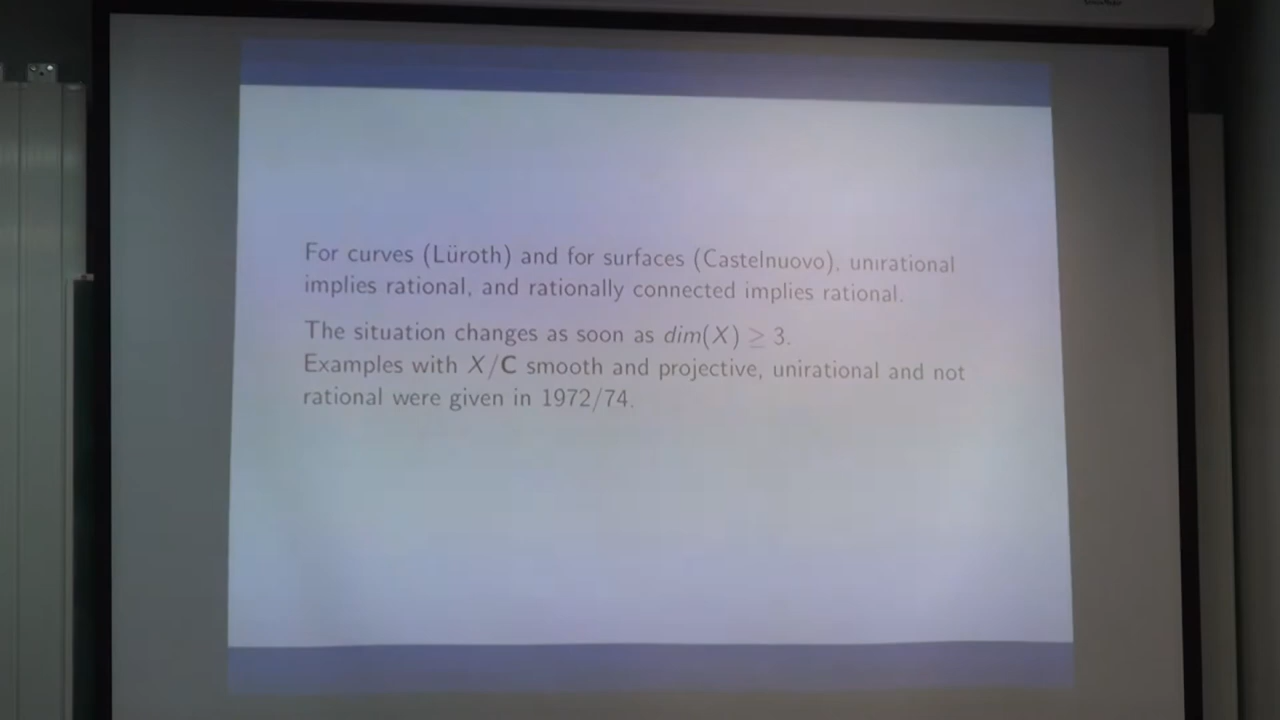 For curves (Lüroth) and for surfaces (Castelnuovo), unirational
implies rational, and rationally connected implies rational.
The situation changes as soon as dim(X) ≥ 3.
Examples with X/C smooth and projective, unirational and not
rational were given in 1972/74.